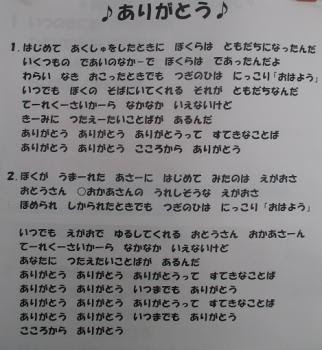 ♪ありがとう♪
1. はじめて あくしゅをしたときに ぼくらは ともだちになったんだ
いくつもの であいのなかーで ぼくらは であったんだよ
わらい なき おこったときでも つぎのひは にっこり「おはよう」
いつでも ぼくの そばにいてくれる それが ともだちなんだ
てーれくーさいかーら なかなか いえないけど
きーみに つたえーたいことばが あるんだ
ありがとう ありがとう ありがとうって すてきなことば
ありがとう ありがとう こころから ありがとう
2. ぼくが うまーれた あさーに はじめて みたのは えがおさ
おとうさん ○おかあさんの うれしそうな えがおさ
ほめられ しかられたときでも つぎのひは にっこり「おはよう」
いつでも えがおで ゆるしてくれる おとうさん おかあさーん
てーれくーさいかーら なかなか いえないけど
あなたに つたえたいことばが あるんだ
ありがとう ありがとう ありがとうって すてきなことば
ありがとう ありがとう いつまでも ありがとう
ありがとう ありがとう ありがとうって すてきなことば
ありがとう ありがとう いつまでも ありがとう
こころから ありがとう